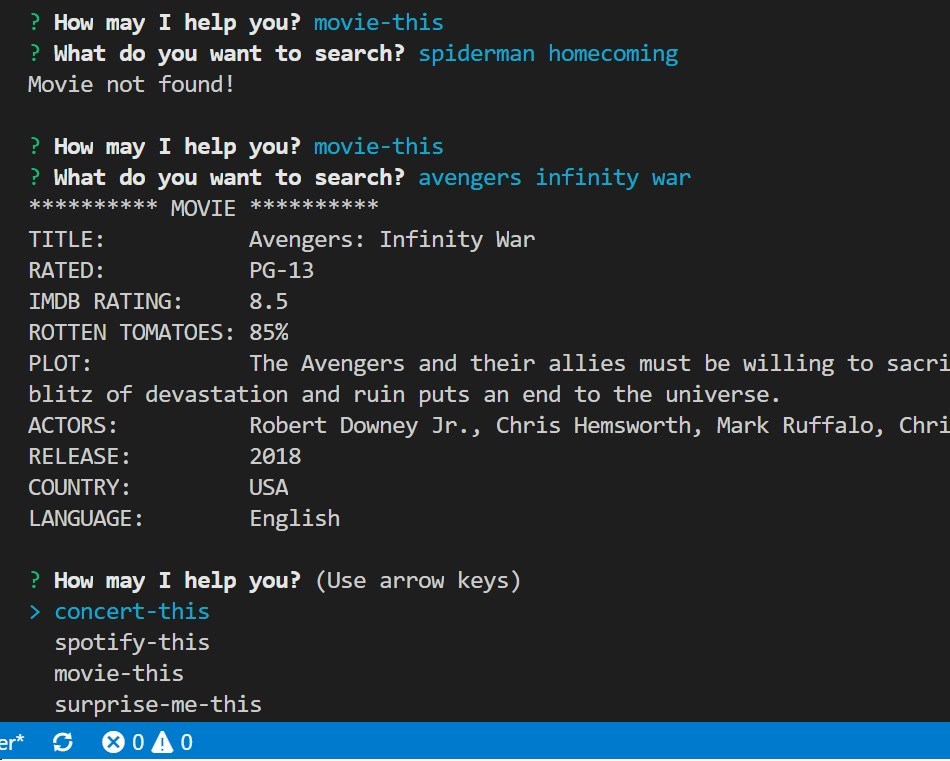 ? How may I help you? movie-this
? What do you want to search? spiderman homecoming
Movie not found!
? How may I help you? movie-this
? What do you want to search? avengers infinity war
********** MOVIE **********
TITLE: Avengers: Infinity War
RATED: PG-13
IMDB RATING: 8.5
ROTTEN TOMATOES: 85%
PLOT: The Avengers and their allies must be willing to sacri
blitz of devastation and ruin puts an end to the universe.
ACTORS: Robert Downey Jr., Chris Hemsworth, Mark Ruffalo, Chri
RELEASE: 2018
COUNTRY: USA
LANGUAGE: English
? How may I help you? (Use arrow keys)
> concert-this
spotify-this
movie-this
surprise-me-this
er* 0 0